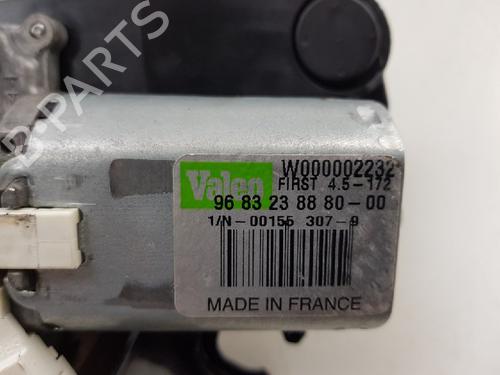 B-PARTS
Valeo
W000002232
FIRST 4.5-172
96 83 23 88 80-00
1/N-00155 307-9
MADE IN FRANCE